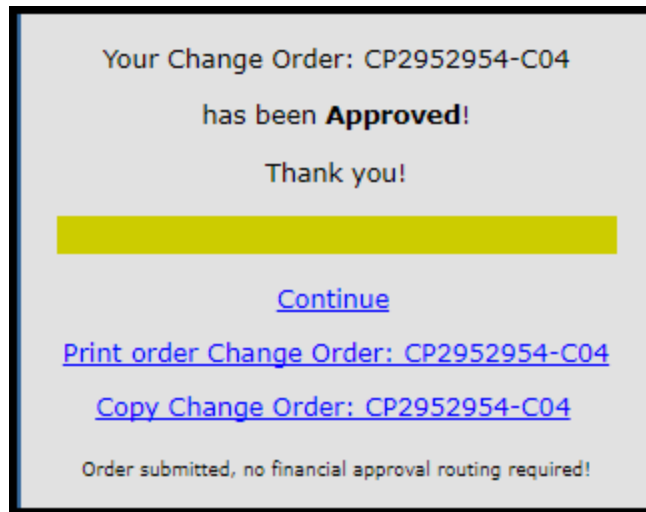 Your Change Order: CP2952954-C04
has been Approved!
Thank you!
Continue
Print order Change Order: CP2952954-C04
Copy Change Order: CP2952954-C04
Order submitted, no financial approval routing required!